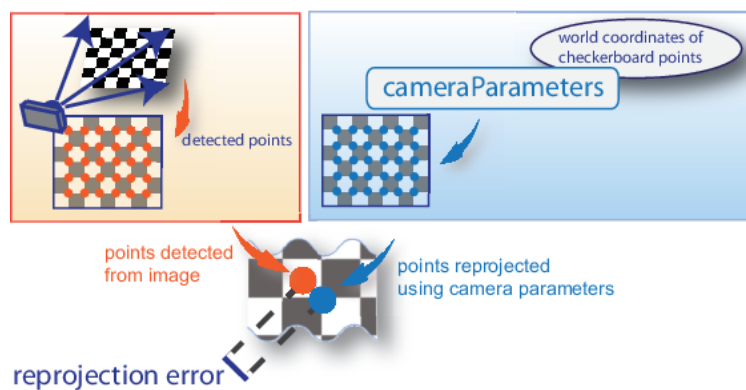 world coordinates of
checkerboard points
cameraParameters
detected points
points detected
from image
points reprojected
using camera parameters
reprojection error